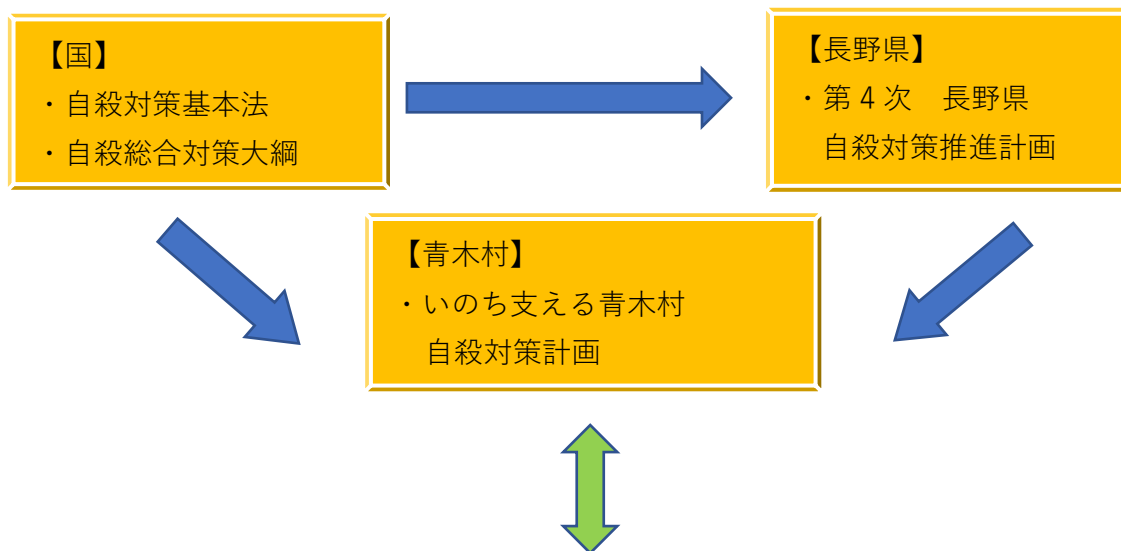 【国】
・自殺対策基本法
・自殺総合対策大綱
【長野県】
・第４次　長野県
自殺対策推進計画
【青木村】
・いのち支える青木村
自殺対策計画